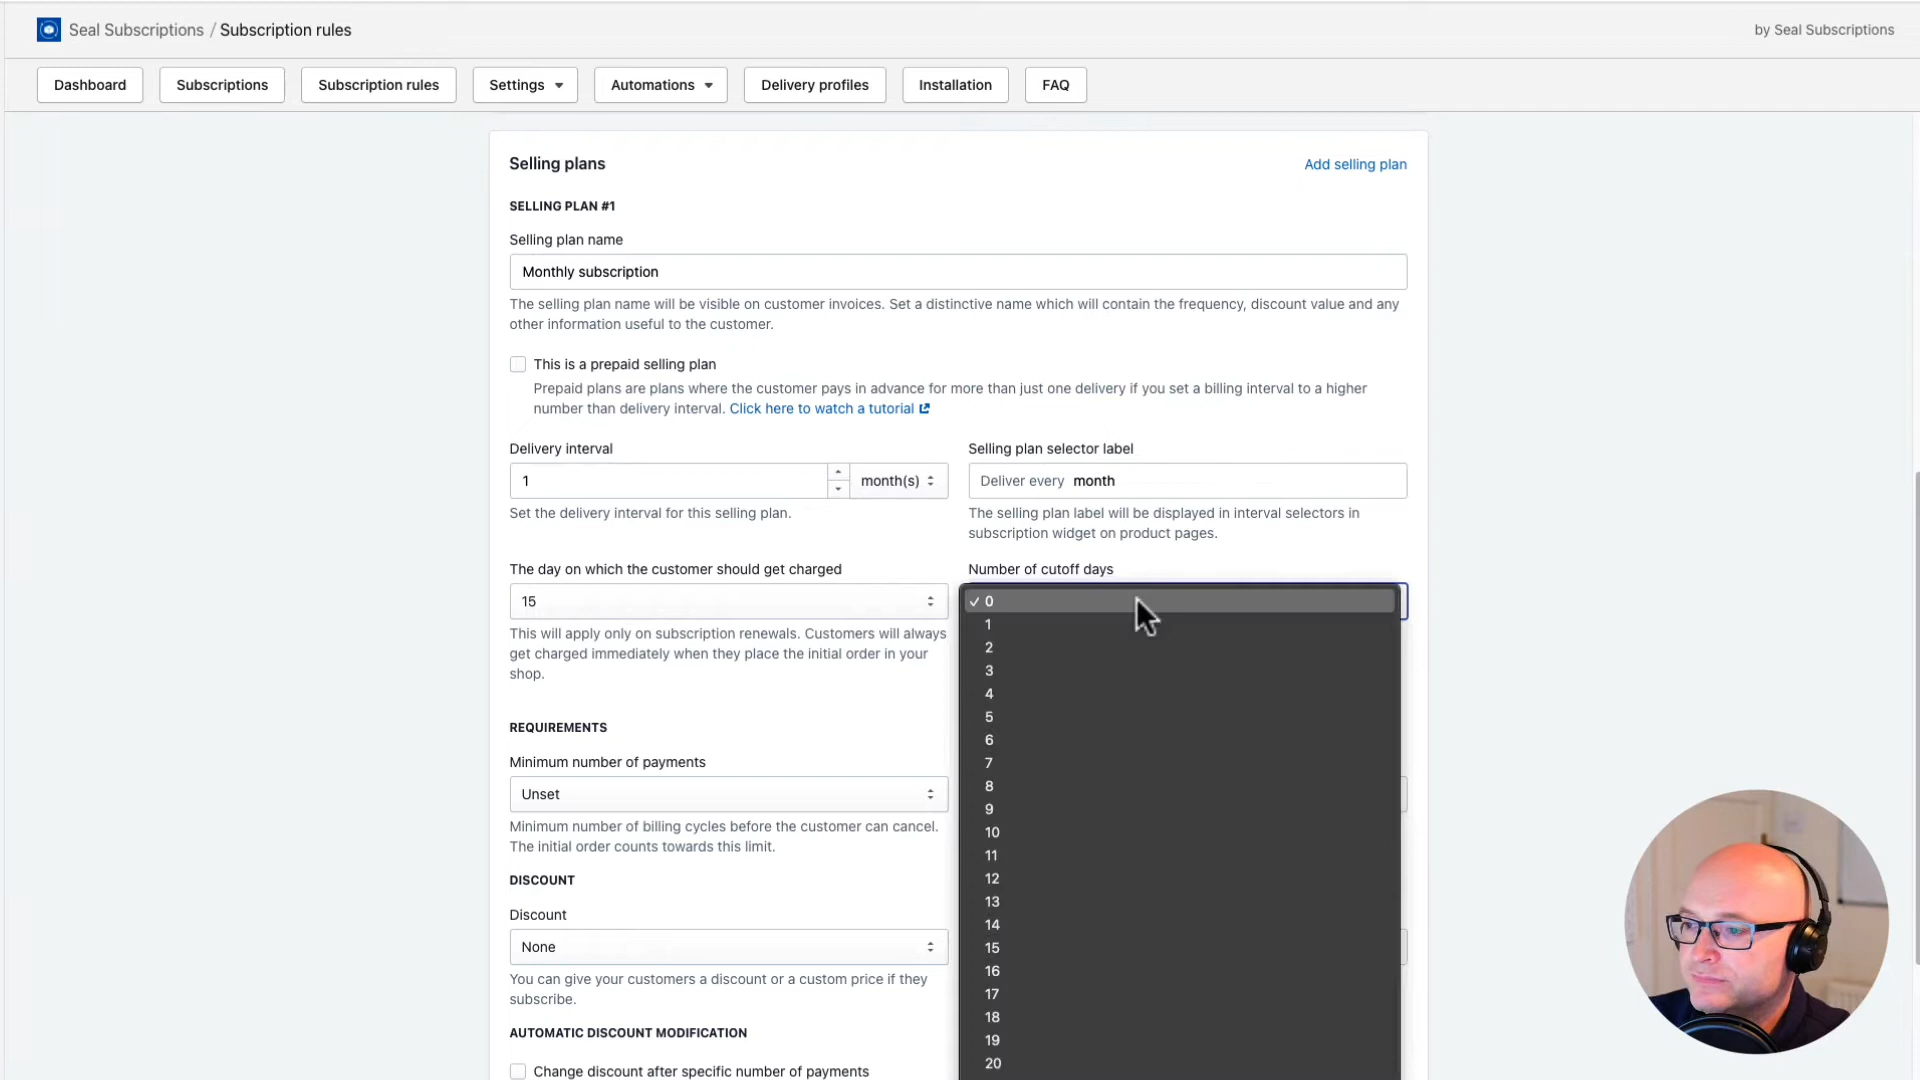 Seal Subscriptions / Subscription rules
by Seal Subscriptions
Dashboard
Subscriptions
Subscription rules
Settings
Automations
Delivery profiles
Installation
FAQ
Selling plans
Add selling plan
SELLING PLAN #1
Selling plan name
Monthly subscription
The selling plan name will be visible on customer invoices. Set a distinctive name which will contain the frequency, discount value and any
other information useful to the customer.
This is a prepaid selling plan
Prepaid plans are plans where the customer pays in advance for more than just one delivery if you set a billing interval to a higher
number than delivery interval. Click here to watch a tutorial
Delivery interval
1
month(s)
Set the delivery interval for this selling plan.
Selling plan selector label
Deliver every month
The selling plan label will be displayed in interval selectors in
subscription widget on product pages.
The day on which the customer should get charged
15
This will apply only on subscription renewals. Customers will always
get charged immediately when they place the initial order in your
shop.
Number of cutoff days
✓ 0
1
2
3
4
5
6
7
8
9
10
11
12
13
14
15
16
17
18
19
20
REQUIREMENTS
Minimum number of payments
Unset
Minimum number of billing cycles before the customer can cancel.
The initial order counts towards this limit.
DISCOUNT
Discount
None
You can give your customers a discount or a custom price if they
subscribe.
AUTOMATIC DISCOUNT MODIFICATION
Change discount after specific number of payments